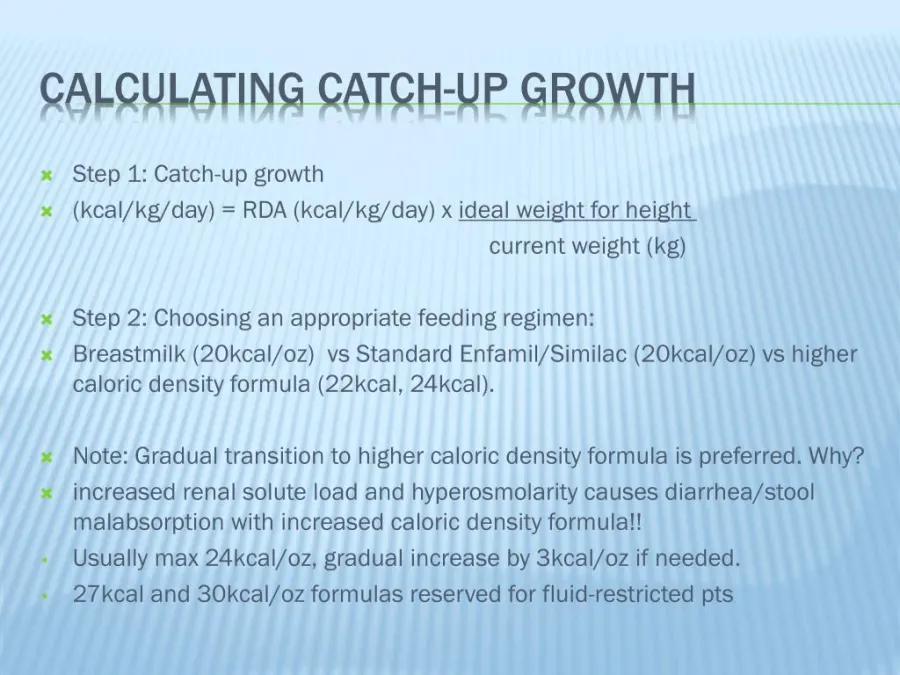 CALCULATING CATCH-UP GROWTH
Step 1: Catch-up growth
(kcal/kg/day) = RDA (kcal/kg/day) x ideal weight for height
current weight (kg)
Step 2: Choosing an appropriate feeding regimen:
Breastmilk (20kcal/oz) vs Standard Enfamil/Similac (20kcal/oz) vs higher
caloric density formula (22kcal, 24kcal).
Note: Gradual transition to higher caloric density formula is preferred. Why?
increased renal solute load and hyperosmolarity causes diarrhea/stool
malabsorption with increased caloric density formula!!
Usually max 24kcal/oz, gradual increase by 3kcal/oz if needed.
27kcal and 30kcal/oz formulas reserved for fluid-restricted pts